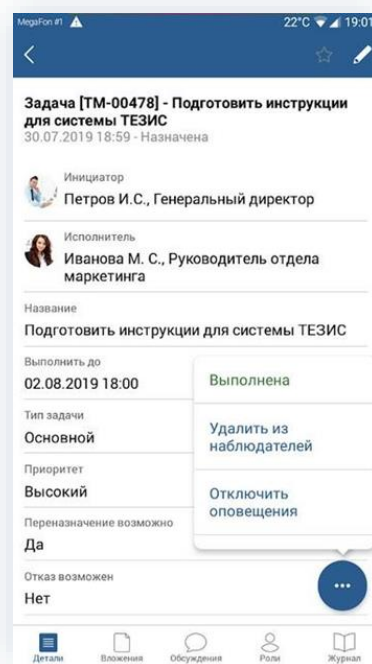 MegaFon #1 22°C 19:01
Задача [ТМ-00478] - Подготовить инструкции
для системы ТЕЗИС
30.07.2019 18:59 - Назначена
Инициатор
Петров И.С., Генеральный директор
Исполнитель
Иванова М. С., Руководитель отдела
маркетинга
Название
Подготовить инструкции для системы ТЕЗИС
Выполнить до
02.08.2019 18:00
Выполнена
Тип задачи
Основной
Удалить из
наблюдателей
Приоритет
Высокий
Отключить
оповещения
Переназначение возможно
Да
Отказ возможен
Нет
Детали Вложения Обсуждения Роли Журнал